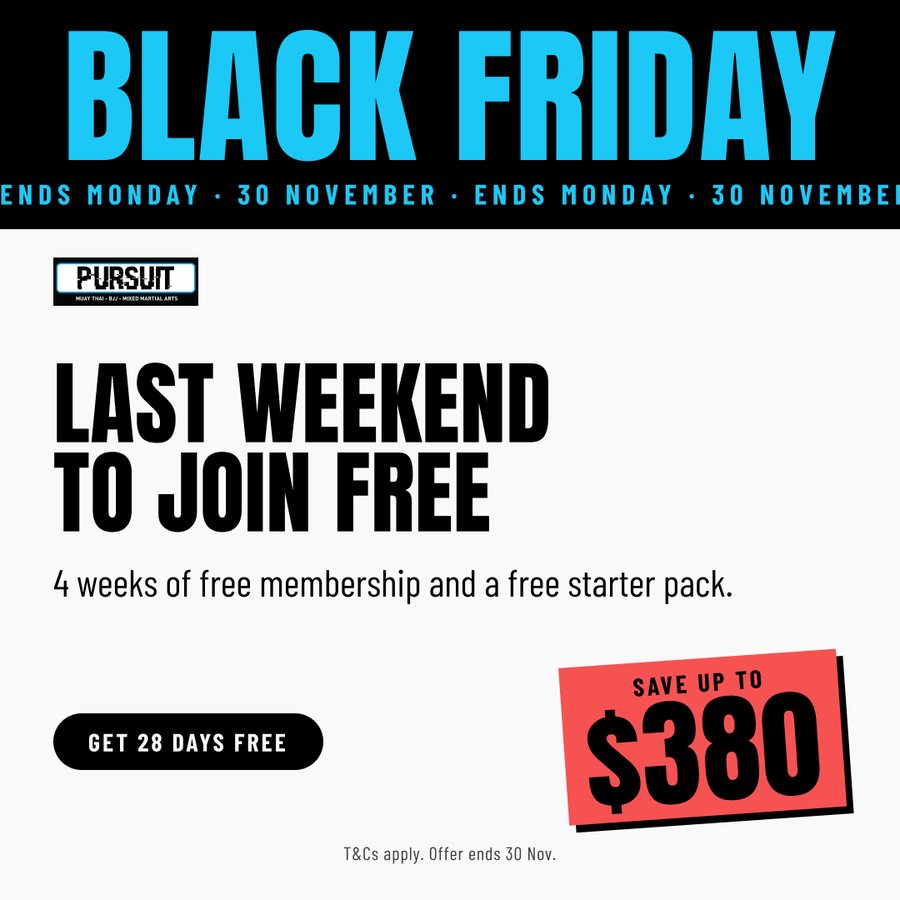 BLACK FRIDAY
ENDS MONDAY · 30 NOVEMBER · ENDS MONDAY · 30 NOVEMBER
PURSUIT
MUAY THAI - BJJ - MIXED MARTIAL ARTS
LAST WEEKEND
TO JOIN FREE
4 weeks of free membership and a free starter pack.
SAVE UP TO
$380
GET 28 DAYS FREE
T&Cs apply. Offer ends 30 Nov.